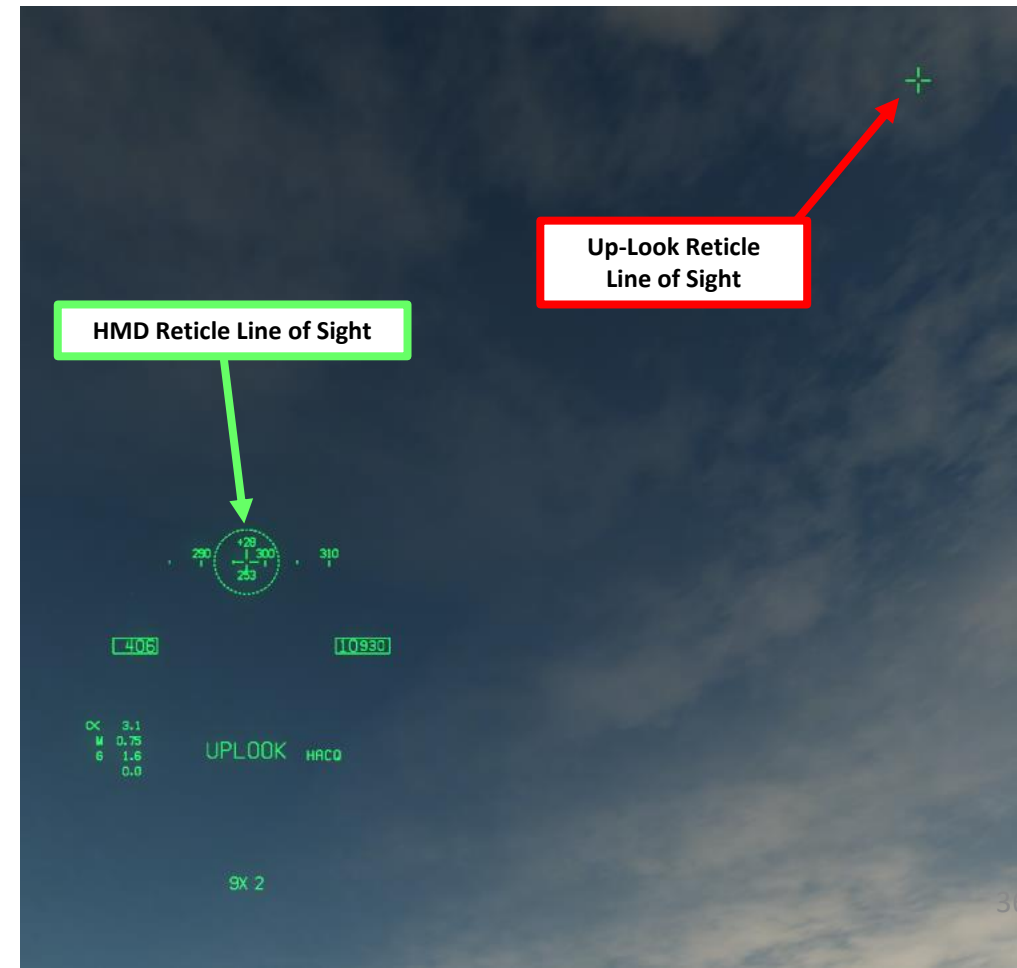 Up-Look Reticle
Line of Sight
HMD Reticle Line of Sight
+28
290 300 310
253
406 10930
α 3.1
M 0.75
G 1.6
0.0
UPLOOK HACQ
9X 2